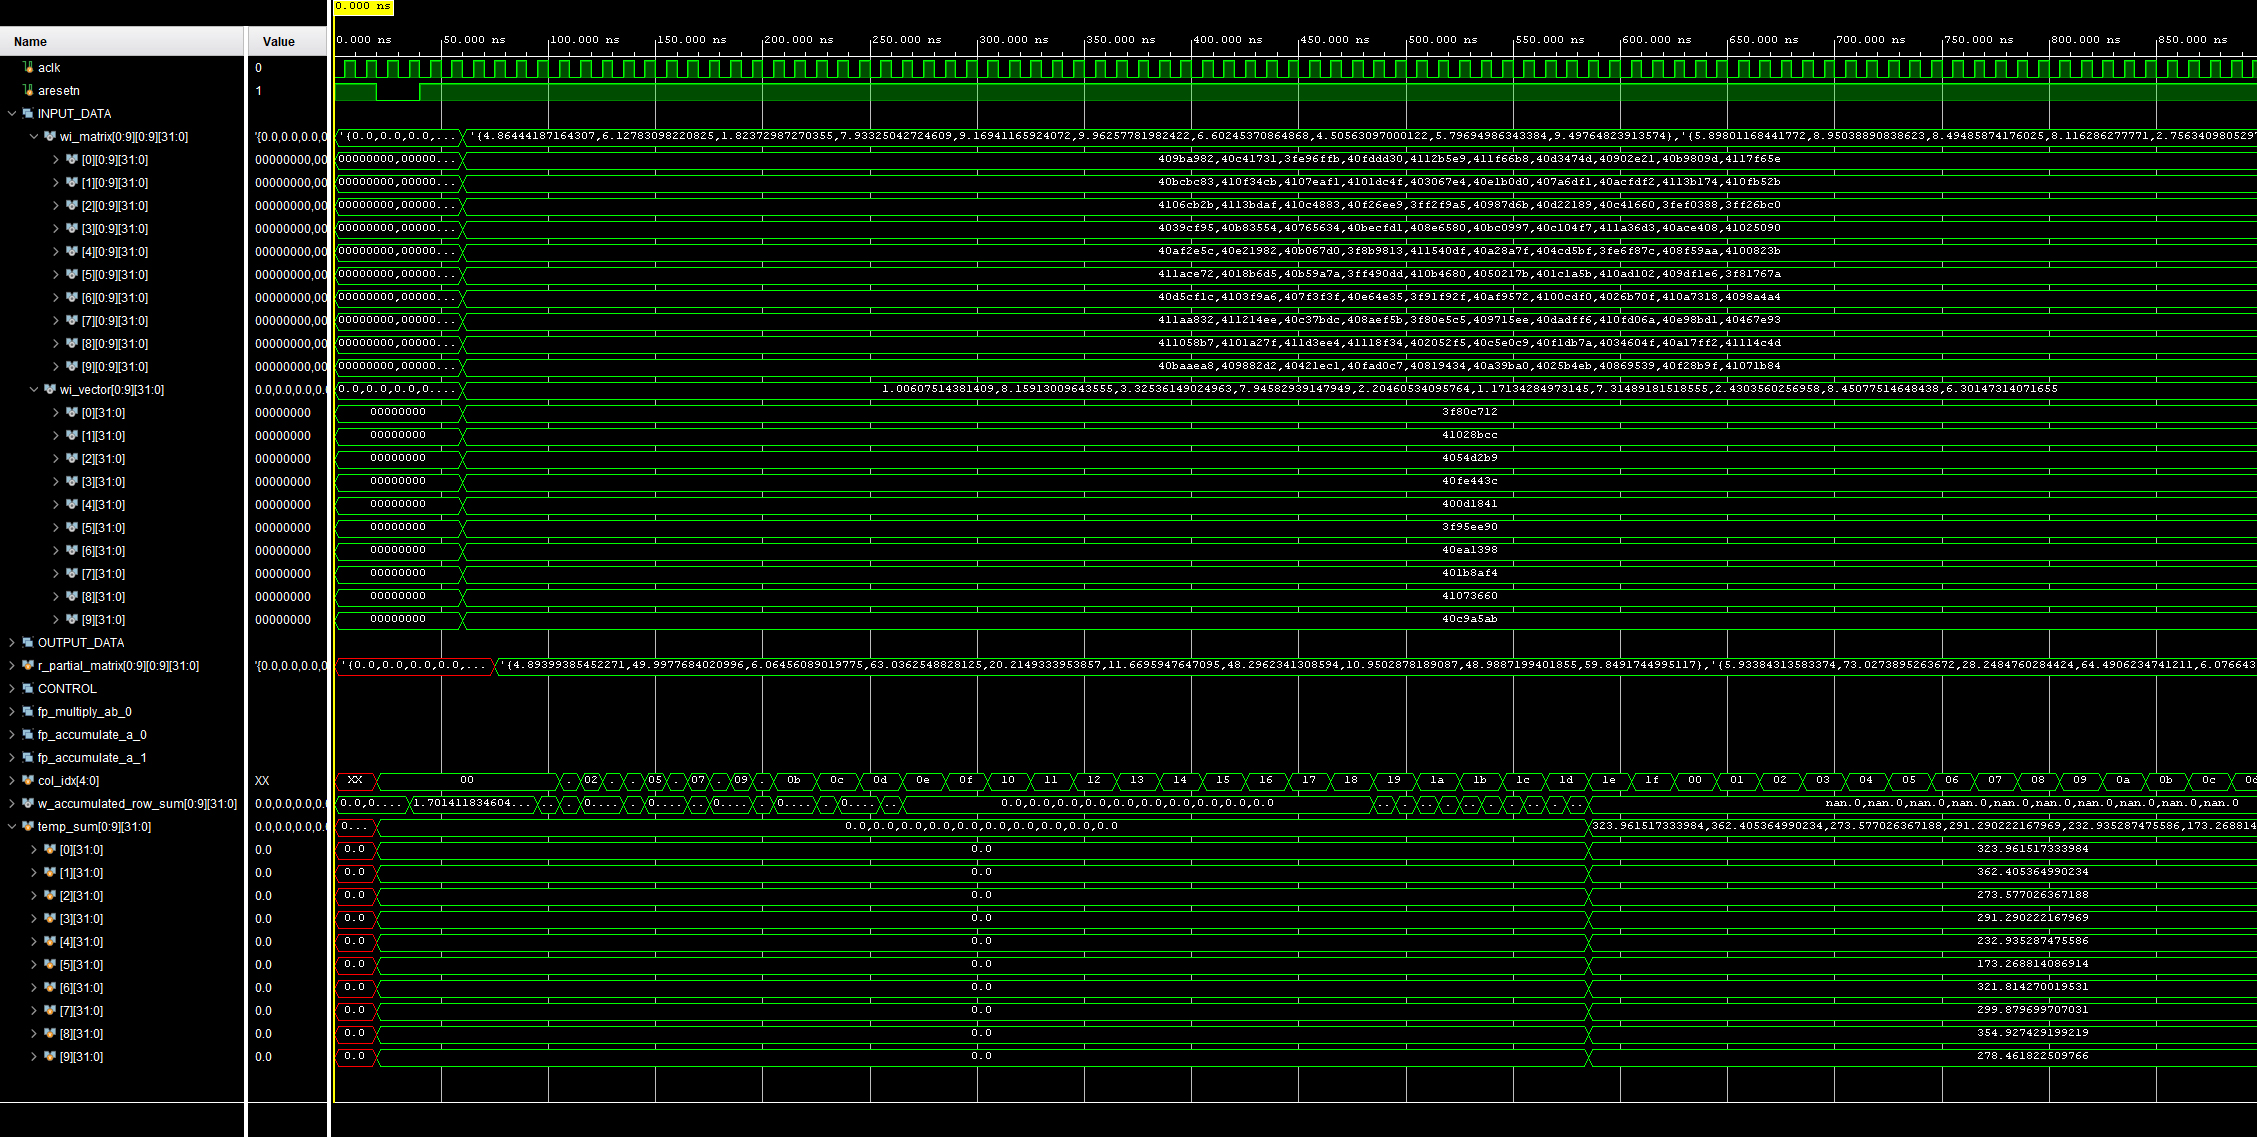 0.000 ns
Name Value 0.000 ns 50.000 ns 100.000 ns 150.000 ns 200.000 ns 250.000 ns 300.000 ns 350.000 ns 400.000 ns 450.000 ns 500.000 ns 550.000 ns 600.000 ns 650.000 ns 700.000 ns 750.000 ns 800.000 ns 850.000 ns
aclk 0
aresetn 1
INPUT_DATA
wi_matrix[0:9][0:9][31:0] '{0.0,0.0,0.0,0 '{0.0,0.0,0.0,... '{4.86444187164307,6.12783098220825,1.82372987270355,7.93325042724609,9.16941165924072,9.96257781982422,6.60245370864868,4.50563097000122,5.79694986343384,9.49764823913574},'{5.89801168441772,8.95038890838623,8.49485874176025,8.116286277771,2.7563409805297
[0][0:9][31:0] 00000000,00 00000000,00000... 409ba982,40c41731,3fe96ffb,40fddd30,4112b5e9,411f66b8,40d3474d,40902e21,40b9809d,4117f65e
[1][0:9][31:0] 00000000,00 00000000,00000... 40bcbc83,410f34cb,4107eaf1,4101dc4f,403067e4,40e1b0d0,407a6df1,40acfdf2,4113b174,410fb52b
[2][0:9][31:0] 00000000,00 00000000,00000... 4106cb2b,4113bdaf,410c4883,40f26ee9,3ff2f9a5,40987d6b,40d22189,40c41660,3fef0388,3ff26bc0
[3][0:9][31:0] 00000000,00 00000000,00000... 4039cf95,40b83554,40765634,40becfd1,408e6580,40bc0997,40c104f7,411a36d3,40ace408,41025090
[4][0:9][31:0] 00000000,00 00000000,00000... 40af2e5c,40e21982,40b067d0,3f8b9813,411540df,40a28a7f,404cd5bf,3fe6f87c,408f59aa,4100823b
[5][0:9][31:0] 00000000,00 00000000,00000... 411ace72,4018b6d5,40b59a7a,3ff490dd,410b4680,4050217b,401c1a5b,410ad102,409df1e6,3f81767a
[6][0:9][31:0] 00000000,00 00000000,00000... 40d5cf1c,4103f9a6,407f3f3f,40e64e35,3f91f92f,40af9572,4100cdf0,4026b70f,410a7318,4098a4a4
[7][0:9][31:0] 00000000,00 00000000,00000... 411aa832,411214ee,40c37bdc,408aef5b,3f80e5c5,409715ee,40dadff6,410fd06a,40e98bd1,40467e93
[8][0:9][31:0] 00000000,00 00000000,00000... 411058b7,4101a27f,411d3ee4,41118f34,402052f5,40c5e0c9,40f1db7a,4034604f,40a17ff2,41114c4d
[9][0:9][31:0] 00000000,00 00000000,00000... 40baaea8,409882d2,40421ec1,40fad0c7,40819434,40a39ba0,4025b4eb,40869539,40f28b9f,41071b84
wi_vector[0:9][31:0] 0.0,0.0,0.0,0.0 0.0,0.0,0.0,0.... 1.00607514381409,8.15913009643555,3.32536149024963,7.94582939147949,2.20460534095764,1.17134284973145,7.31489181518555,2.4303560256958,8.45077514648438,6.30147314071655
[0][31:0] 00000000 00000000 3f80c712
[1][31:0] 00000000 00000000 41028bcc
[2][31:0] 00000000 00000000 4054d2b9
[3][31:0] 00000000 00000000 40fe443c
[4][31:0] 00000000 00000000 400d1841
[5][31:0] 00000000 00000000 3f95ee90
[6][31:0] 00000000 00000000 40ea1398
[7][31:0] 00000000 00000000 401b8af4
[8][31:0] 00000000 00000000 41073660
[9][31:0] 00000000 00000000 40c9a5ab
OUTPUT_DATA
r_partial_matrix[0:9][0:9][31:0] '{0.0,0.0,0.0,0 '{0.0,0.0,0.0,0.0,... '{4.89399385452271,49.9977684020996,6.06456089019775,63.0362548828125,20.2149333953857,11.6695947647095,48.2962341308594,10.9502878189087,48.9887199401855,59.8491744995117},'{5.93384313583374,73.0273895263672,28.2484760284424,64.4906234741211,6.076643
CONTROL
fp_multiply_ab_0
fp_accumulate_a_0
fp_accumulate_a_1
col_idx[4:0] XX XX 00 . 02 . . 05 . 07 . 09 . 0b 0c 0d 0e 0f 10 11 12 13 14 15 16 17 18 19 1a 1b 1c 1d 1e 1f 00 01 02 03 04 05 06 07 08 09 0a 0b 0c 0d
w_accumulated_row_sum[0:9][31:0] 0.0,0.0,0.0,0.0 0.0,0.... 1.701411834604... . . 0.... . 0.... . 0.... . 0.... . 0.... . 0.0,0.0,0.0,0.0,0.0,0.0,0.0,0.0,0.0,0.0 . . . . . . . . . . nan.0,nan.0,nan.0,nan.0,nan.0,nan.0,nan.0,nan.0,nan.0,nan.0
temp_sum[0:9][31:0] 0.0,0.0,0.0,0.0 0... 0.0,0.0,0.0,0.0,0.0,0.0,0.0,0.0,0.0,0.0 323.961517333984,362.405364990234,273.577026367188,291.290222167969,232.935287475586,173.268814
[0][31:0] 0.0 0.0 0.0 323.961517333984
[1][31:0] 0.0 0.0 0.0 362.405364990234
[2][31:0] 0.0 0.0 0.0 273.577026367188
[3][31:0] 0.0 0.0 0.0 291.290222167969
[4][31:0] 0.0 0.0 0.0 232.935287475586
[5][31:0] 0.0 0.0 0.0 173.268814086914
[6][31:0] 0.0 0.0 0.0 321.814270019531
[7][31:0] 0.0 0.0 0.0 299.879699707031
[8][31:0] 0.0 0.0 0.0 354.927429199219
[9][31:0] 0.0 0.0 0.0 278.461822509766